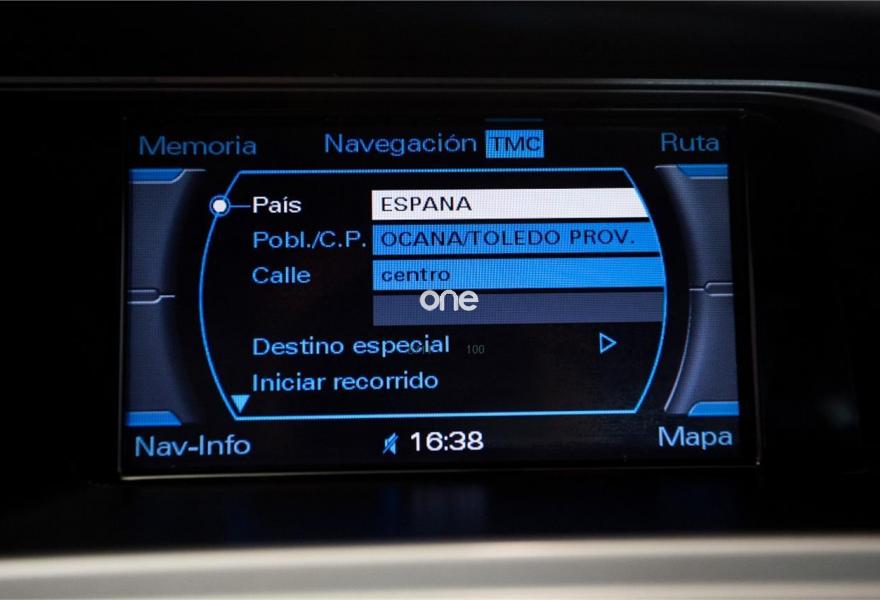 Memoria Navegación TMC Ruta
País ESPANA
Pobl./C.P. OCANA/TOLEDO PROV.
Calle centro
one
Destino especial
100
Iniciar recorrido
Nav-Info 16:38 Mapa